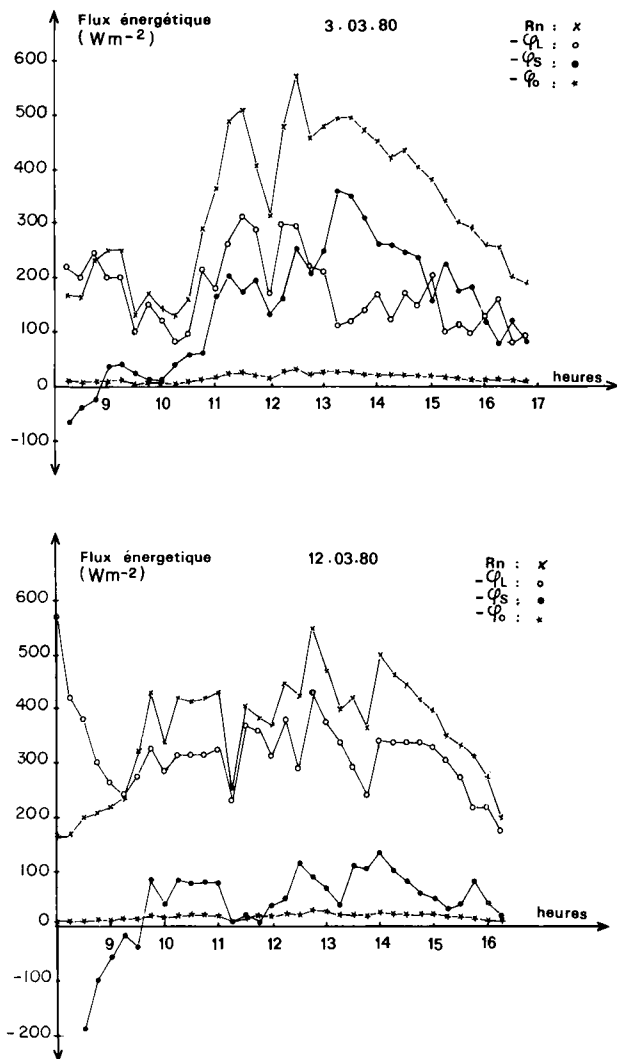 Flux énergétique
(Wm-2)
3.03.80
Rn : x
-φL : o
-φS : •
-φo : *
600
500
400
300
200
100
0
-100
heures
9 10 11 12 13 14 15 16 17
Flux énergetique
(Wm-2)
12.03.80
Rn : x
-φL : o
-φS : •
-φo : *
600
500
400
300
200
100
0
-100
-200
heures
9 10 11 12 13 14 15 16